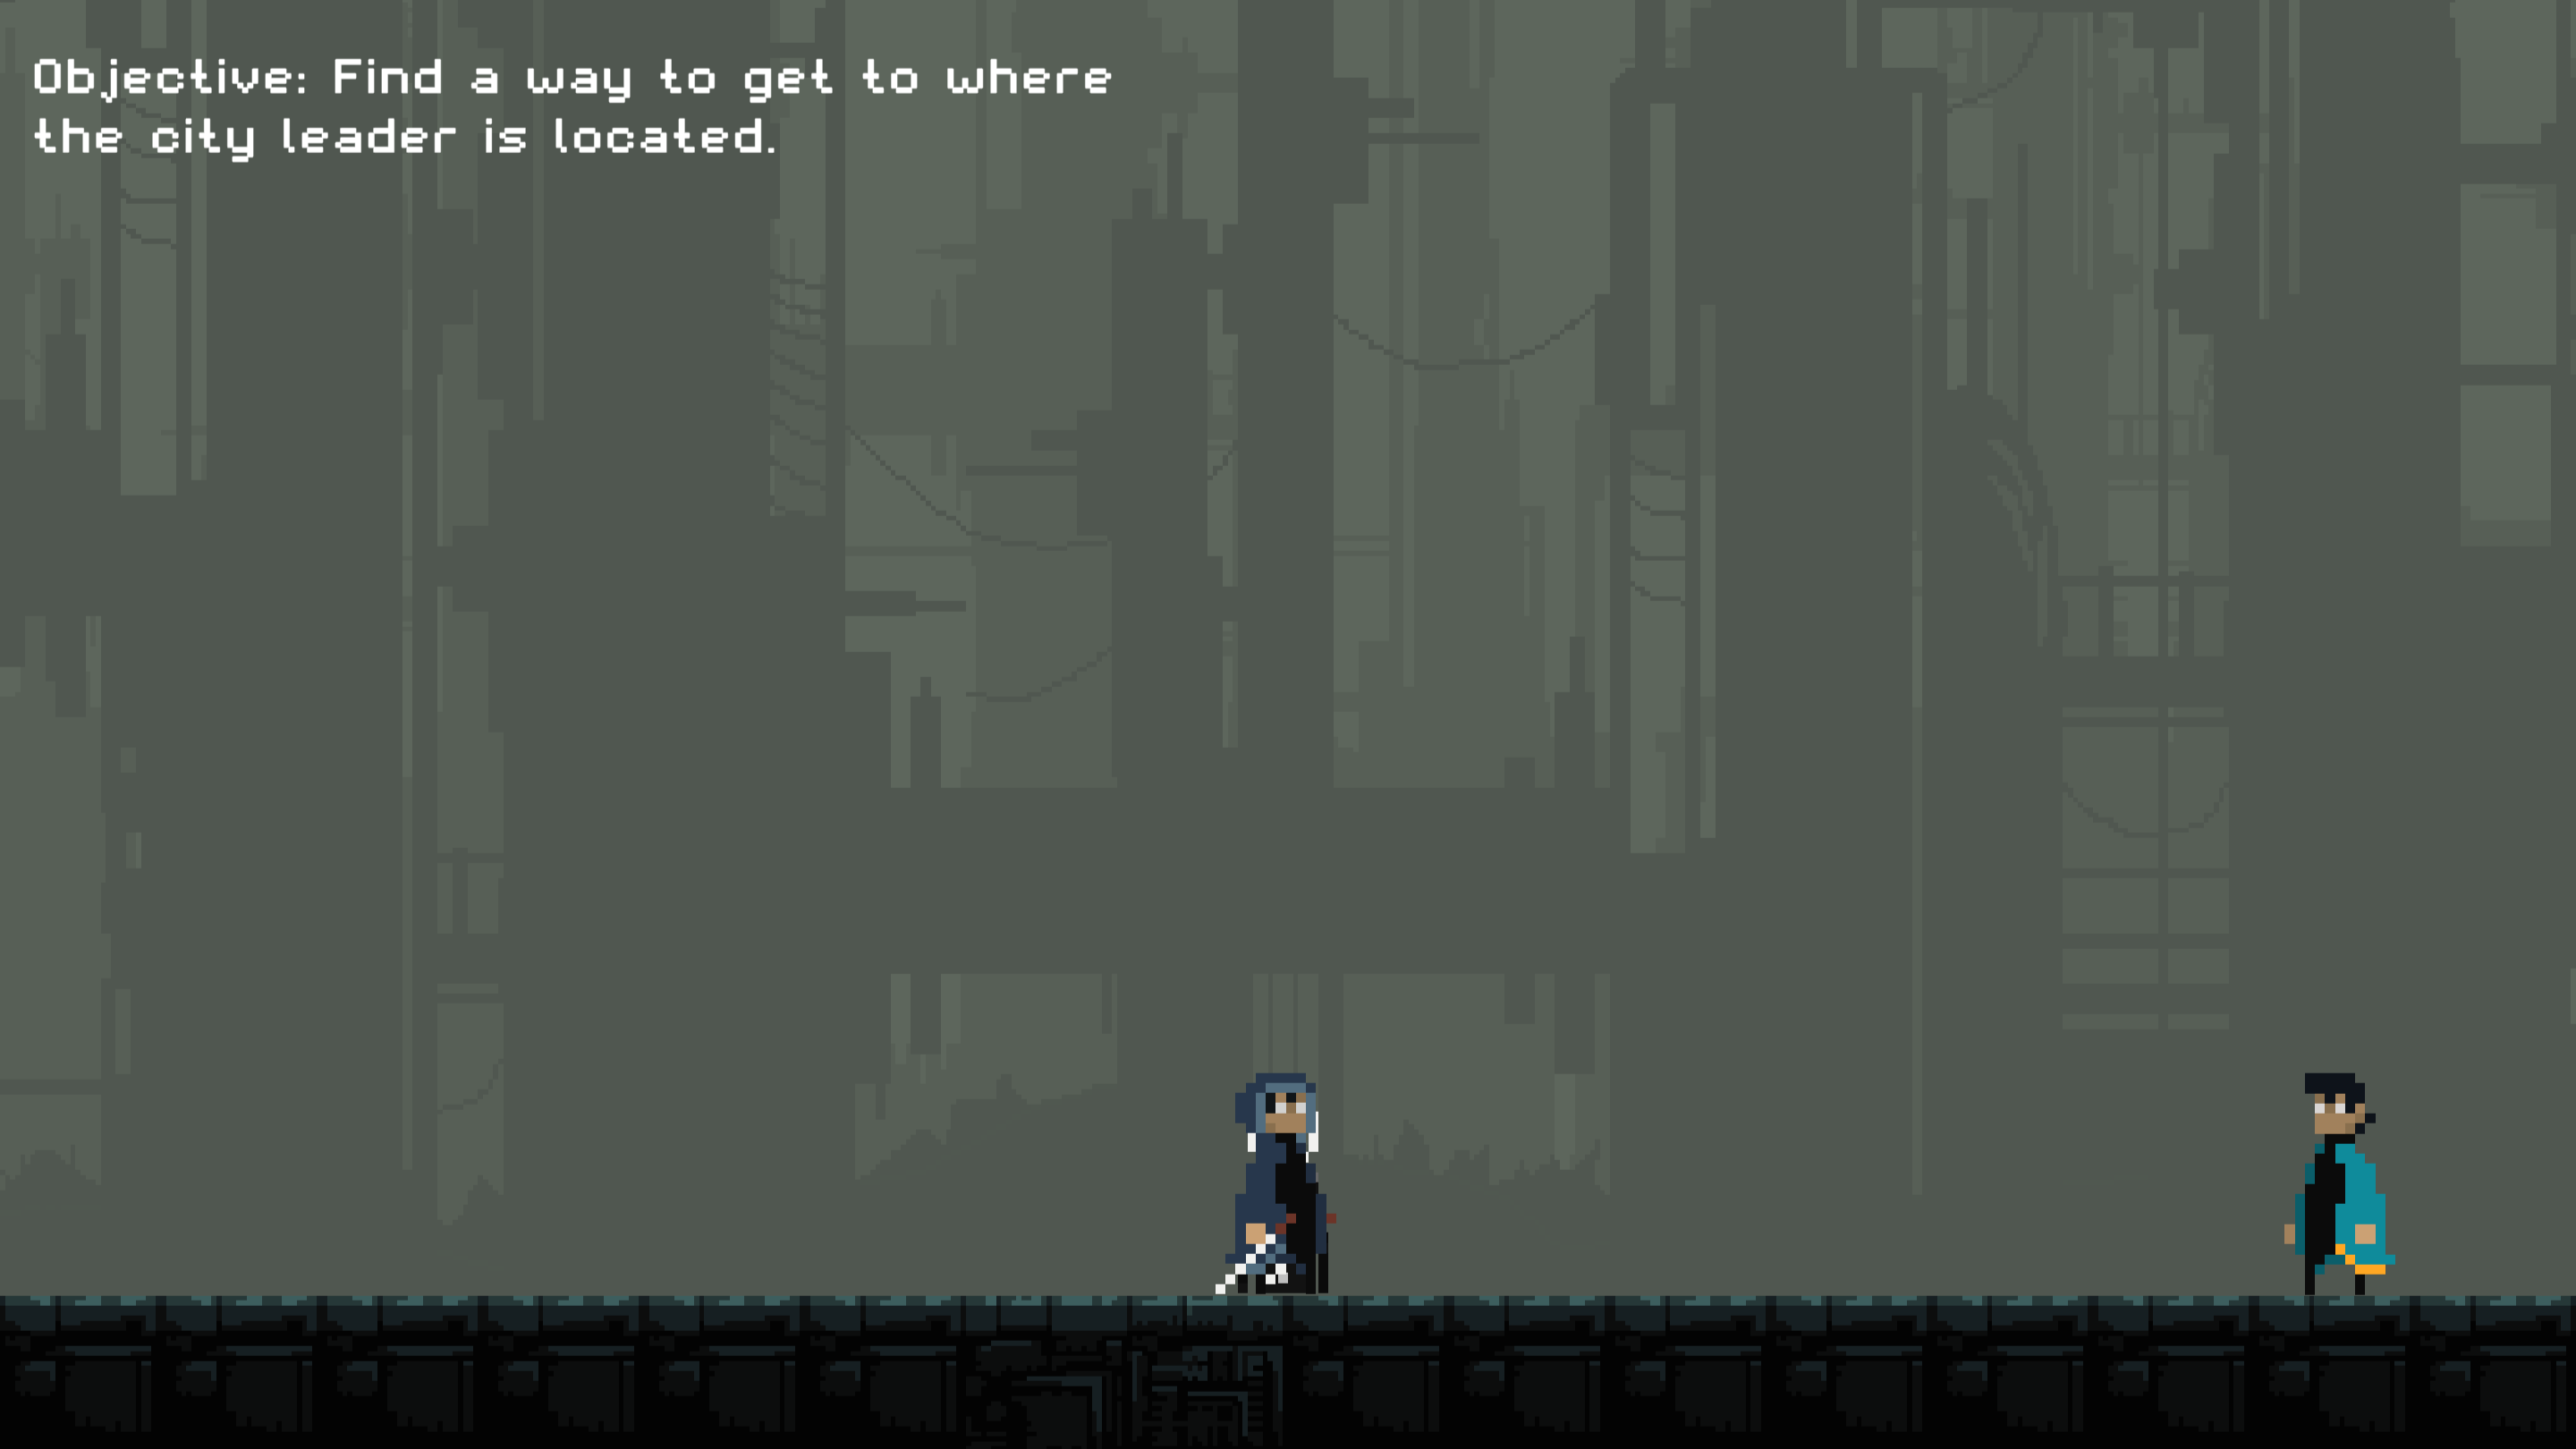 Objective: Find a way to get to where
the city leader is located.